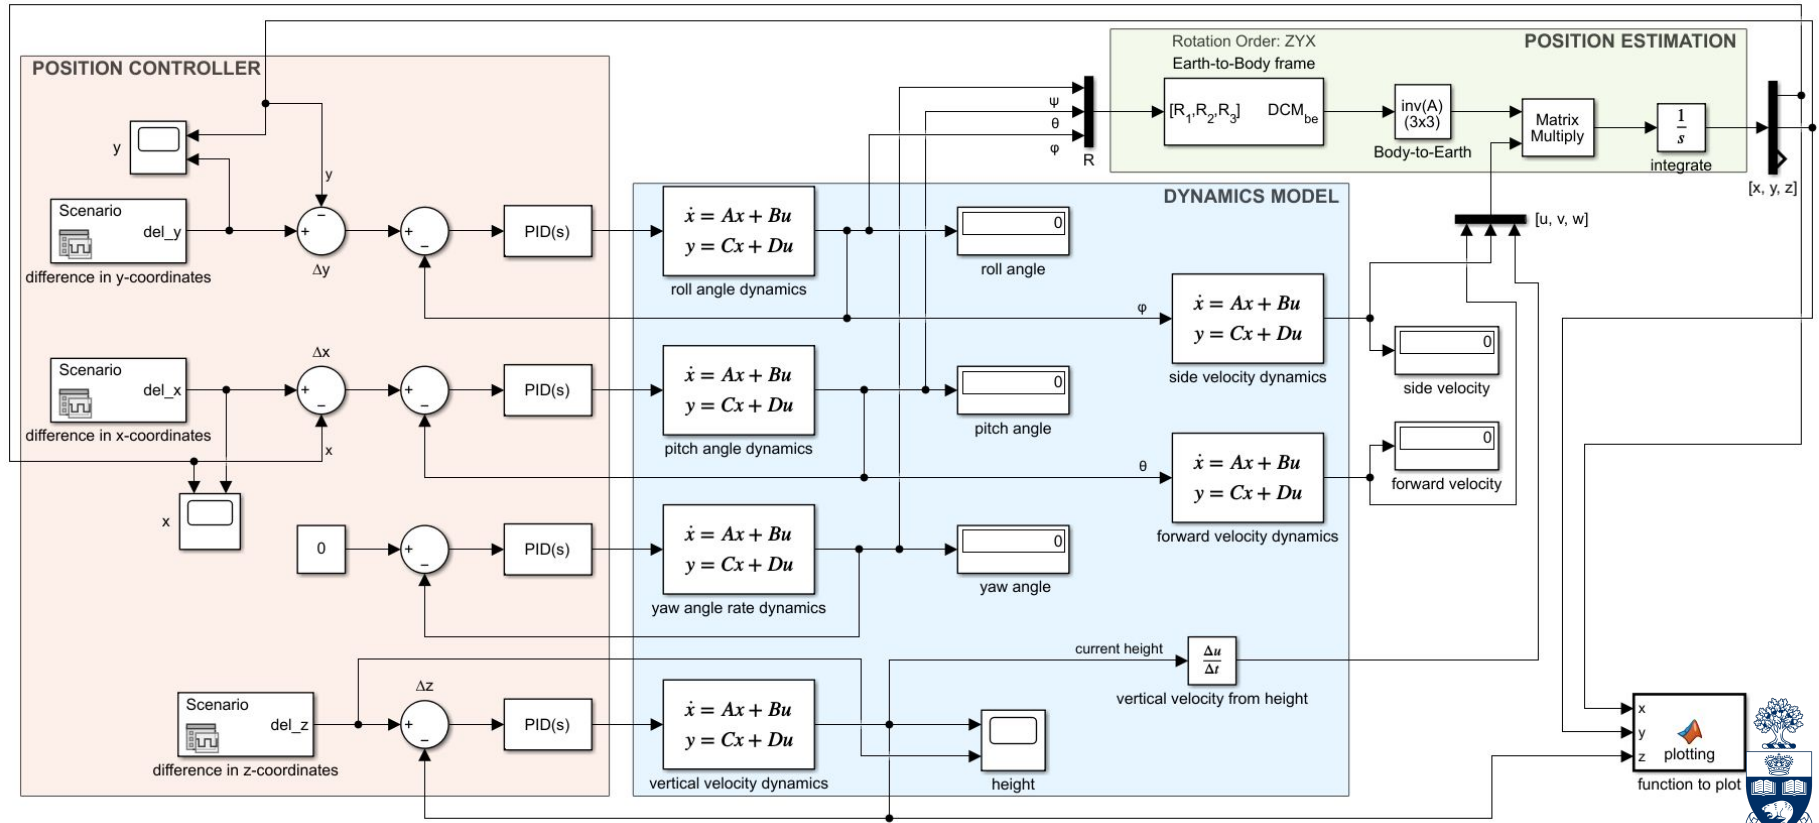 Rotation Order: ZYX
POSITION ESTIMATION
Earth-to-Body frame
POSITION CONTROLLER
[R1,R2,R3]
DCMbe
inv(A)
(3x3)
Body-to-Earth
Matrix
Multiply
1
s
integrate
[x, y, z]
ψ
θ
φ
R
y
y
DYNAMICS MODEL
[u, v, w]
Scenario
del_y
difference in y-coordinates
+
−
Δy
+
−
PID(s)
ẋ = Ax + Bu
y = Cx + Du
roll angle dynamics
0
roll angle
φ
ẋ = Ax + Bu
y = Cx + Du
side velocity dynamics
0
side velocity
Scenario
del_x
difference in x-coordinates
Δx
+
-
x
+
−
PID(s)
ẋ = Ax + Bu
y = Cx + Du
pitch angle dynamics
0
pitch angle
θ
ẋ = Ax + Bu
y = Cx + Du
forward velocity dynamics
0
forward velocity
x
0
+
−
PID(s)
ẋ = Ax + Bu
y = Cx + Du
yaw angle rate dynamics
0
yaw angle
current height
Δu
Δt
vertical velocity from height
Scenario
del_z
difference in z-coordinates
Δz
+
−
PID(s)
ẋ = Ax + Bu
y = Cx + Du
vertical velocity dynamics
height
x
y
z
plotting
function to plot